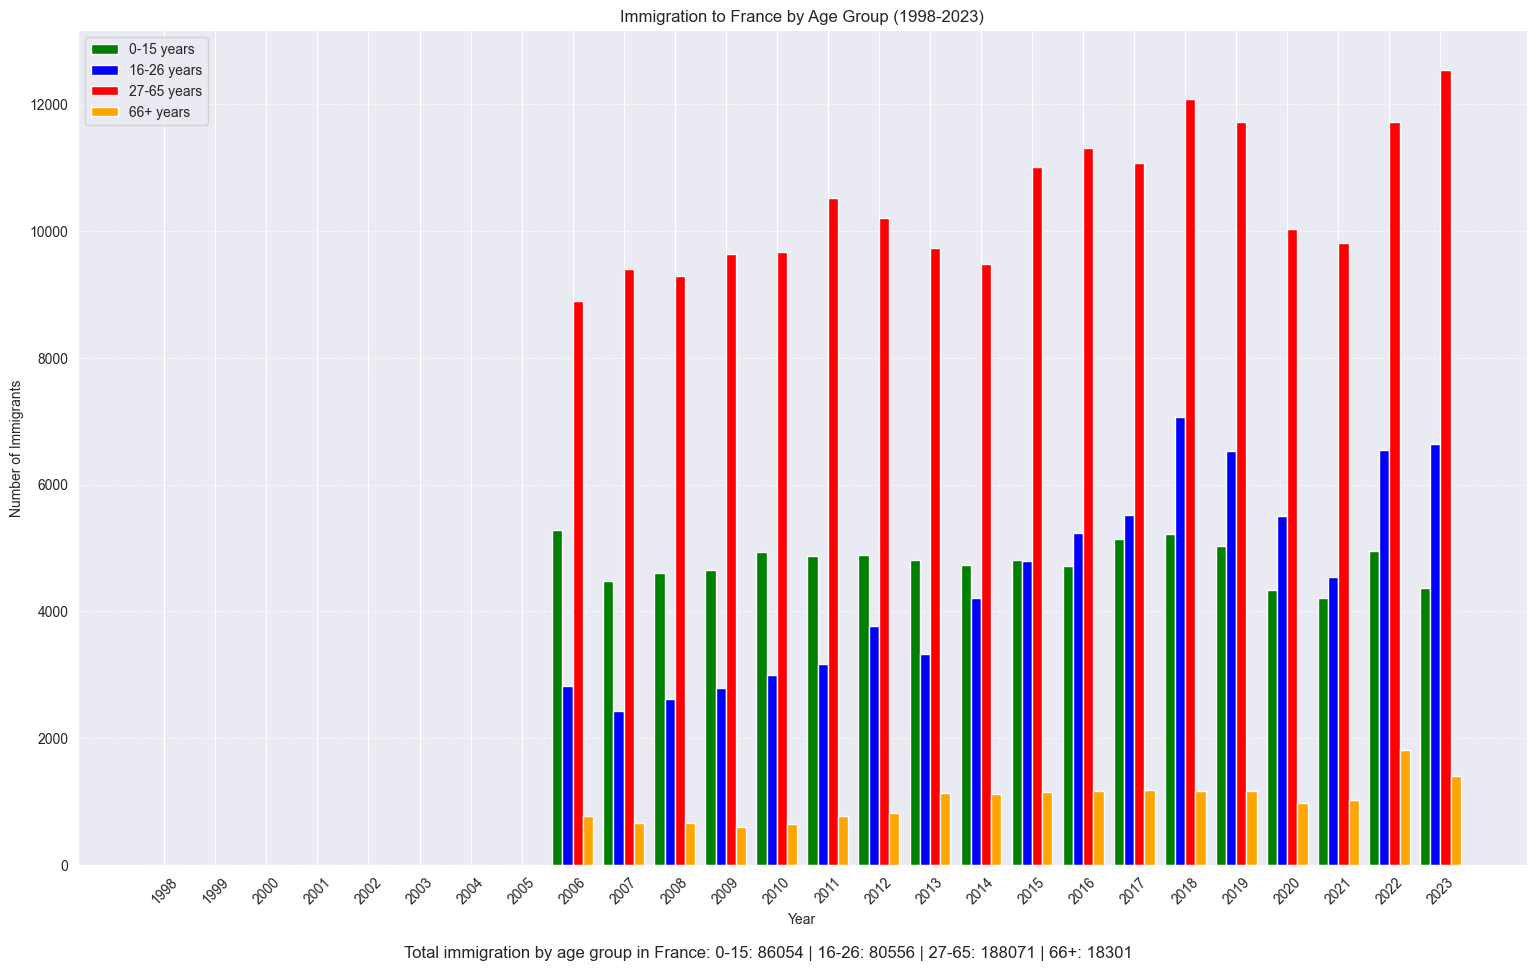 Immigration to France by Age Group (1998-2023)
0-15 years
16-26 years
27-65 years
66+ years
Number of Immigrants
12000
10000
8000
6000
4000
2000
0
1998 1999 2000 2001 2002 2003 2004 2005 2006 2007 2008 2009 2010 2011 2012 2013 2014 2015 2016 2017 2018 2019 2020 2021 2022 2023
Year
Total immigration by age group in France: 0-15: 86054 | 16-26: 80556 | 27-65: 188071 | 66+: 18301